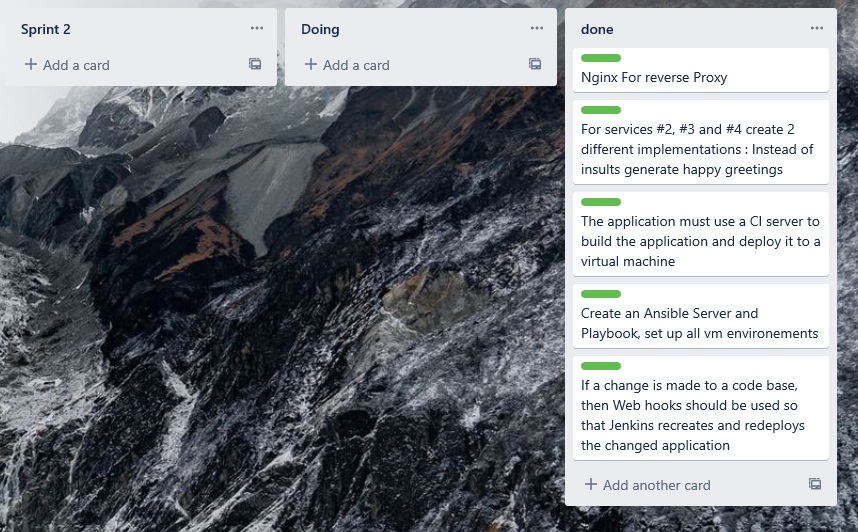 Sprint 2
Add a card
Doing
Add a card
done
Nginx For reverse Proxy
For services #2, #3 and #4 create 2
different implementations : Instead of
insults generate happy greetings
The application must use a CI server to
build the application and deploy it to a
virtual machine
Create an Ansible Server and
Playbook, set up all vm environements
If a change is made to a code base,
then Web hooks should be used so
that Jenkins recreates and redeploys
the changed application
Add another card